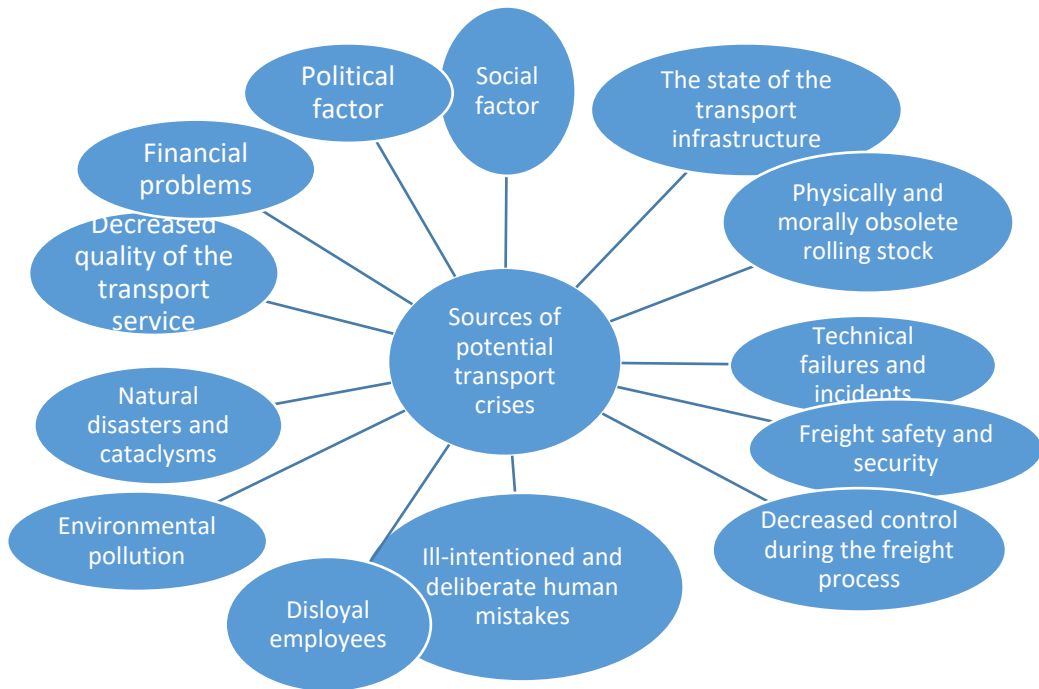 Political
factor
Social
factor
The state of the
transport
infrastructure
Financial
problems
Physically and
morally obsolete
rolling stock
Decreased
quality of the
transport
service
Sources of
potential
transport
crises
Technical
failures and
incidents
Natural
disasters and
cataclysms
Freight safety and
security
Environmental
pollution
Decreased control
during the freight
process
Ill-intentioned and
deliberate human
mistakes
Disloyal
employees